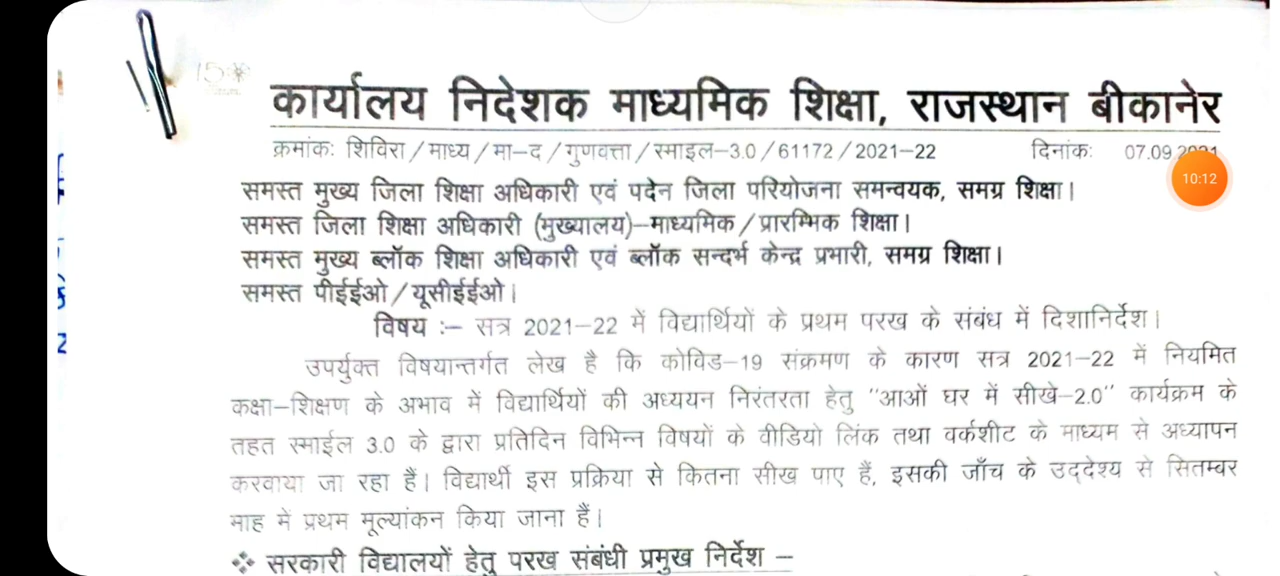 कार्यालय निदेशक माध्यमिक शिक्षा, राजस्थान बीकानेर
क्रमांकः शिविरा/माध्य/मा-द/गुणवत्ता/स्माइल-3.0/61172/2021-22 दिनांकः 07.09.2021
10:12
समस्त मुख्य जिला शिक्षा अधिकारी एवं पदेन जिला परियोजना समन्वयक, समग्र शिक्षा।
समस्त जिला शिक्षा अधिकारी (मुख्यालय)-माध्यमिक/प्रारम्भिक शिक्षा।
समस्त मुख्य ब्लॉक शिक्षा अधिकारी एवं ब्लॉक सन्दर्भ केन्द्र प्रभारी, समग्र शिक्षा।
समस्त पीईईओ/यूसीईईओ।
विषय :- सत्र 2021-22 में विद्यार्थियों के प्रथम परख के संबंध में दिशानिर्देश।
उपर्युक्त विषयान्तर्गत लेख है कि कोविड-19 संक्रमण के कारण सत्र 2021-22 में नियमित
कक्षा-शिक्षण के अभाव में विद्यार्थियों की अध्ययन निरंतरता हेतु "आओं घर में सीखे-2.0" कार्यक्रम के
तहत स्माईल 3.0 के द्वारा प्रतिदिन विभिन्न विषयों के वीडियो लिंक तथा वर्कशीट के माध्यम से अध्यापन
करवाया जा रहा हैं। विद्यार्थी इस प्रक्रिया से कितना सीख पाए हैं, इसकी जाँच के उद्देश्य से सितम्बर
माह में प्रथम मूल्यांकन किया जाना हैं।
❖ सरकारी विद्यालयों हेतु परख संबंधी प्रमुख निर्देश –